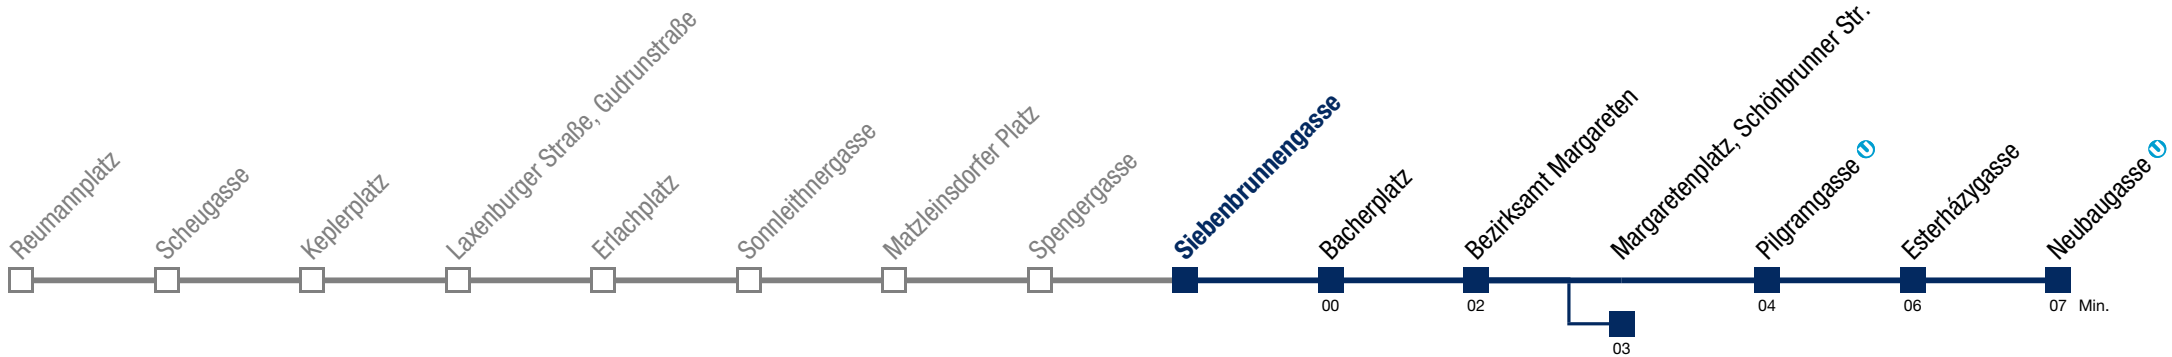 Reumannplatz
Scheugasse
Keplerplatz
Laxenburger Straße, Gudrunstraße
Erlachplatz
Sonnleithnergasse
Matzleinsdorfer Platz
Spengergasse
Siebenbrunnengasse
Bacherplatz
Bezirksamt Margareten
Margaretenplatz, Schönbrunner Str.
Pilgramgasse U
Esterházygasse
Neubaugasse U
00
02
04
06
07 Min.
03